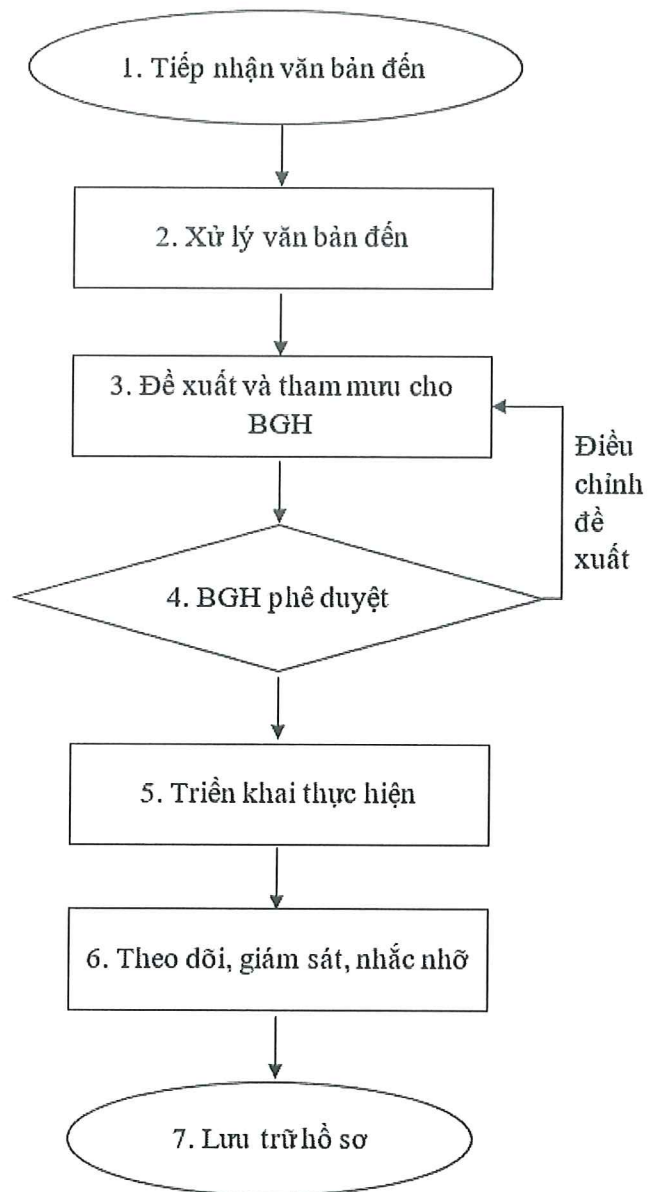 1. Tiếp nhận văn bản đến
2. Xử lý văn bản đến
3. Đề xuất và tham mưu cho
BGH
Điều
chỉnh
đề
xuất
4. BGH phê duyệt
5. Triển khai thực hiện
6. Theo dõi, giám sát, nhắc nhỡ
7. Lưu trữ hồ sơ